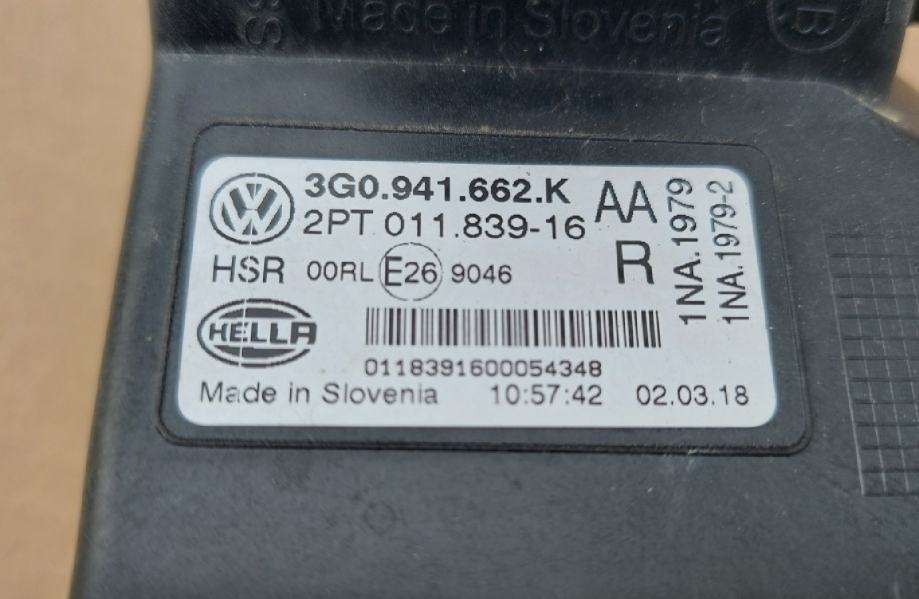 Made in Slovenia
B
3G0.941.662.K AA
2PT 011.839-16
HSR 00RL E26 9046 R
1NA.1979
1NA.1979-2
HELLA
0118391600054348
Made in Slovenia 10:57:42 02.03.18